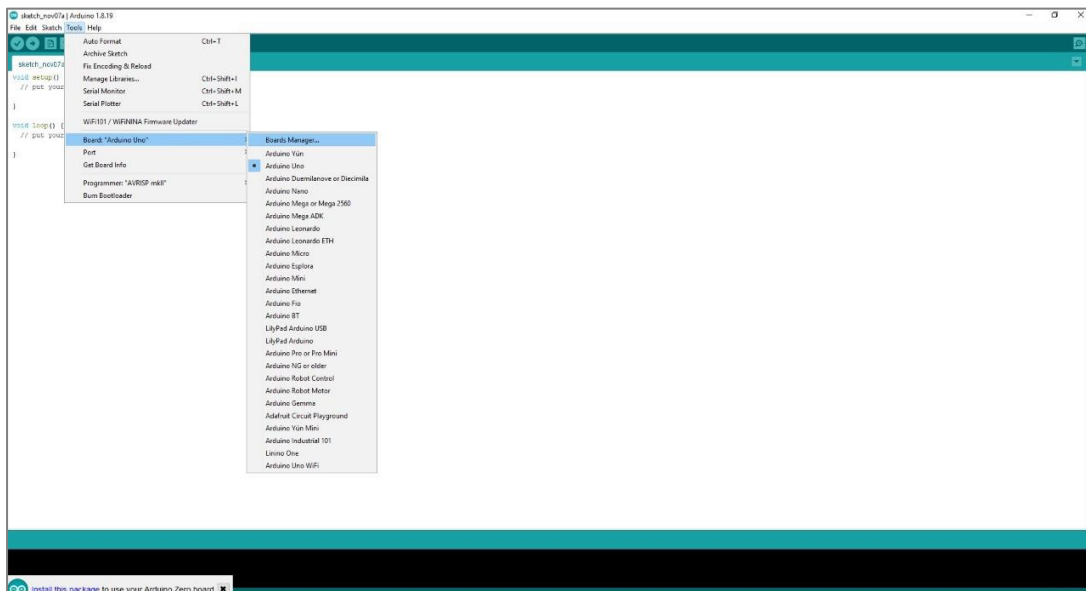 sketch_nov07a | Arduino 1.8.19
File Edit Sketch Tools Help
sketch_nov07a
void setup()
// put your
}
void loop() {
// put your
}
Auto Format Ctrl+T
Archive Sketch
Fix Encoding & Reload
Manage Libraries... Ctrl+Shift+I
Serial Monitor Ctrl+Shift+M
Serial Plotter Ctrl+Shift+L
WiFi101 / WiFiNINA Firmware Updater
Board: "Arduino Uno"
Port
Get Board Info
Programmer: "AVRISP mkII"
Burn Bootloader
Boards Manager...
Arduino Yún
Arduino Uno
Arduino Duemilanove or Diecimila
Arduino Nano
Arduino Mega or Mega 2560
Arduino Mega ADK
Arduino Leonardo
Arduino Leonardo ETH
Arduino Micro
Arduino Esplora
Arduino Mini
Arduino Ethernet
Arduino Fio
Arduino BT
LilyPad Arduino USB
LilyPad Arduino
Arduino Pro or Pro Mini
Arduino NG or older
Arduino Robot Control
Arduino Robot Motor
Arduino Gemma
Adafruit Circuit Playground
Arduino Yún Mini
Arduino Industrial 101
Linino One
Arduino Uno WiFi
Install this package to use your Arduino Zero board